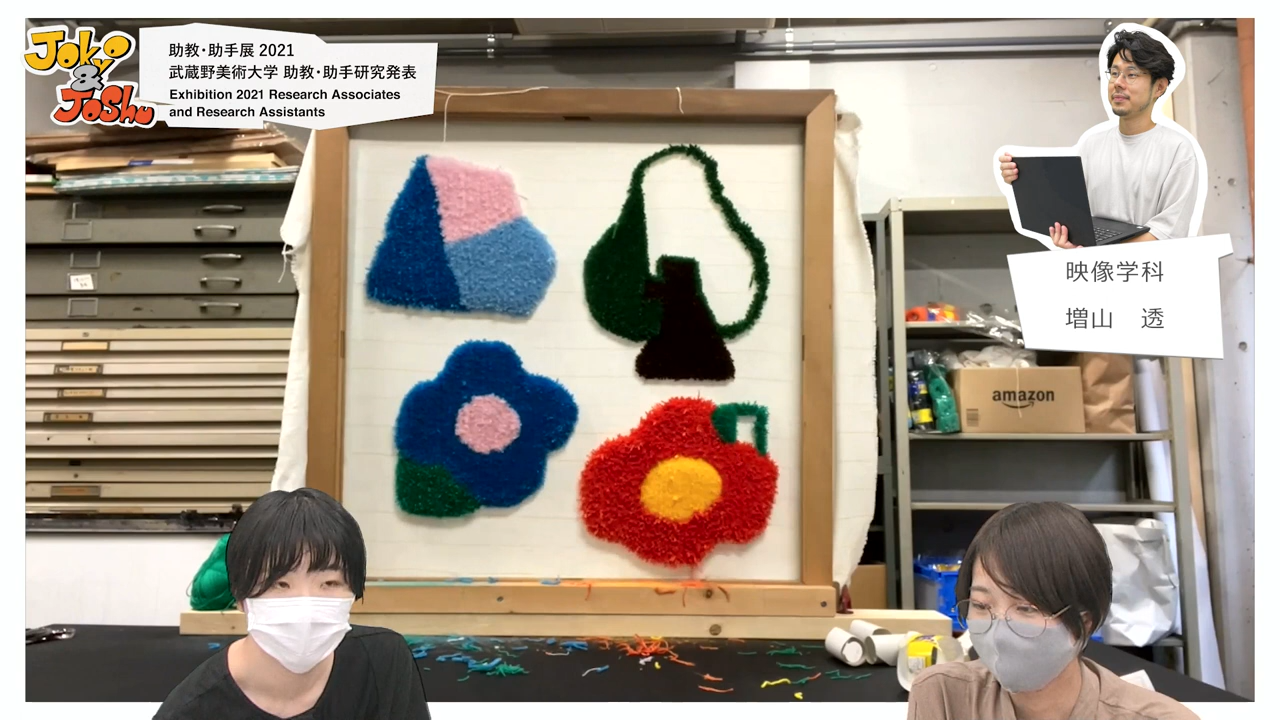 Joky
&
Joshu
助教・助手展 2021
武蔵野美術大学 助教・助手研究発表
Exhibition 2021 Research Associates
and Research Assistants
映像学科
増山 透
amazon